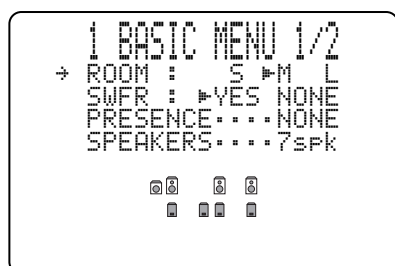 1 BASIC MENU 1/2
→ ROOM : S ▶M L
SWFR : ▶YES NONE
PRESENCE····NONE
SPEAKERS····7spk